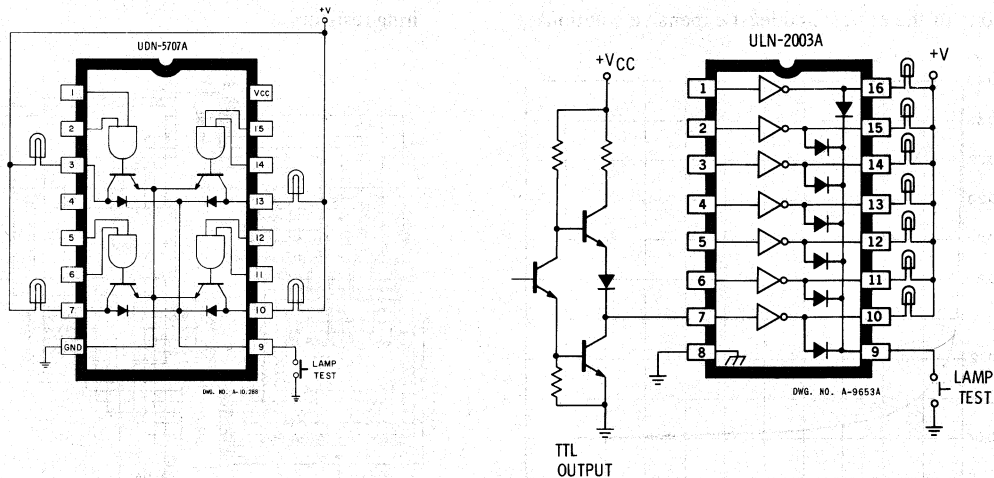 +V
UDN-5707A
1
2
3
4
5
6
7
GND
VCC
15
14
13
12
11
10
9
LAMP
TEST
DWG. NO. A-10,288
ULN-2003A
+VCC
+V
1
2
3
4
5
6
7
8
16
15
14
13
12
11
10
9
LAMP
TEST
DWG. NO. A-9653A
TTL
OUTPUT